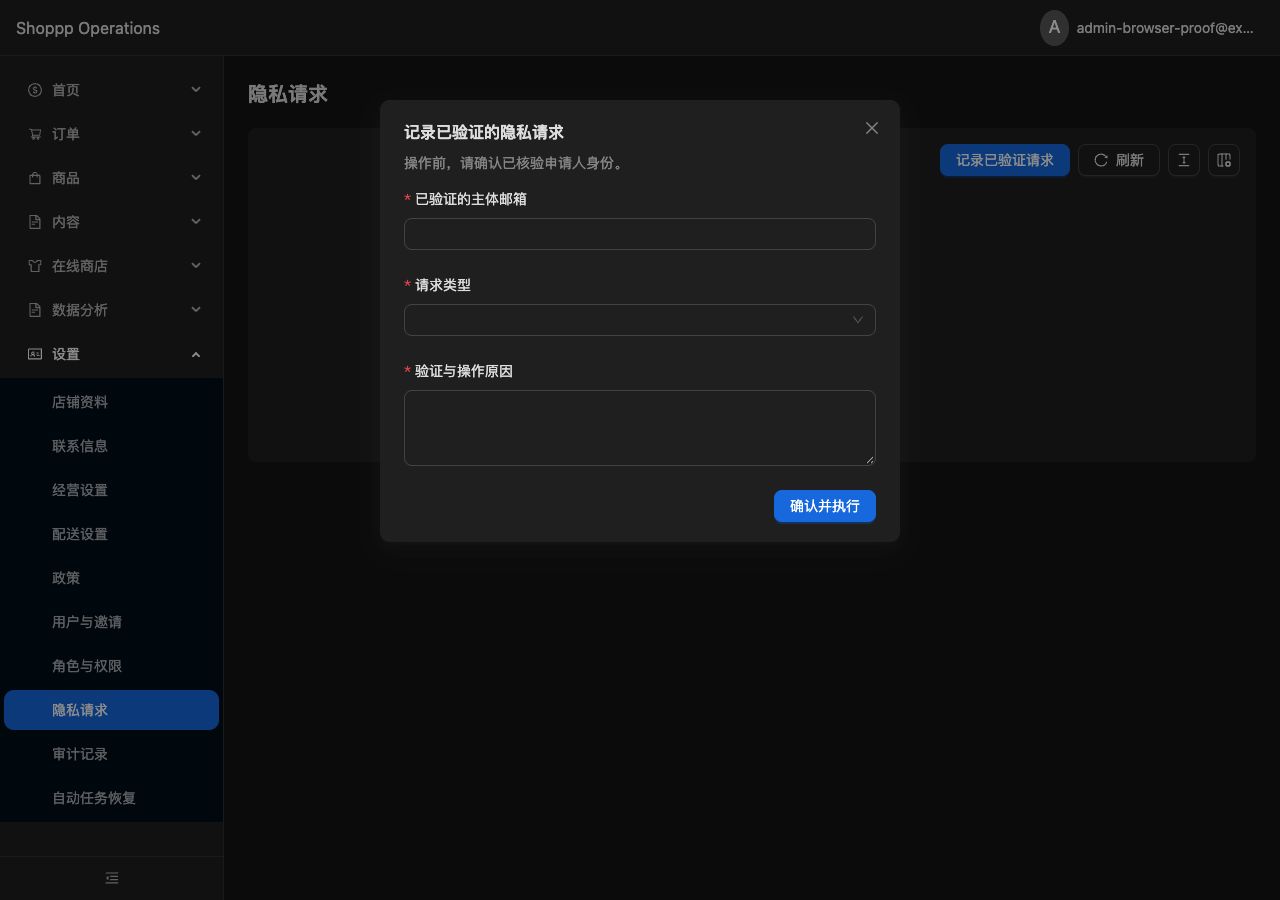 Shoppp Operations
A
admin-browser-proof@ex...
首页
订单
商品
内容
在线商店
数据分析
设置
店铺资料
联系信息
经营设置
配送设置
政策
用户与邀请
角色与权限
隐私请求
审计记录
自动任务恢复
隐私请求
记录已验证请求
刷新
记录已验证的隐私请求
操作前，请确认已核验申请人身份。
* 已验证的主体邮箱
* 请求类型
* 验证与操作原因
确认并执行